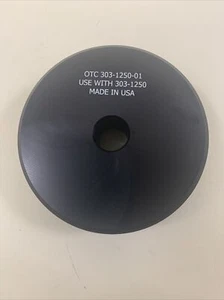 OTC 303-1250-01
USE WITH 303-1250
MADE IN USA